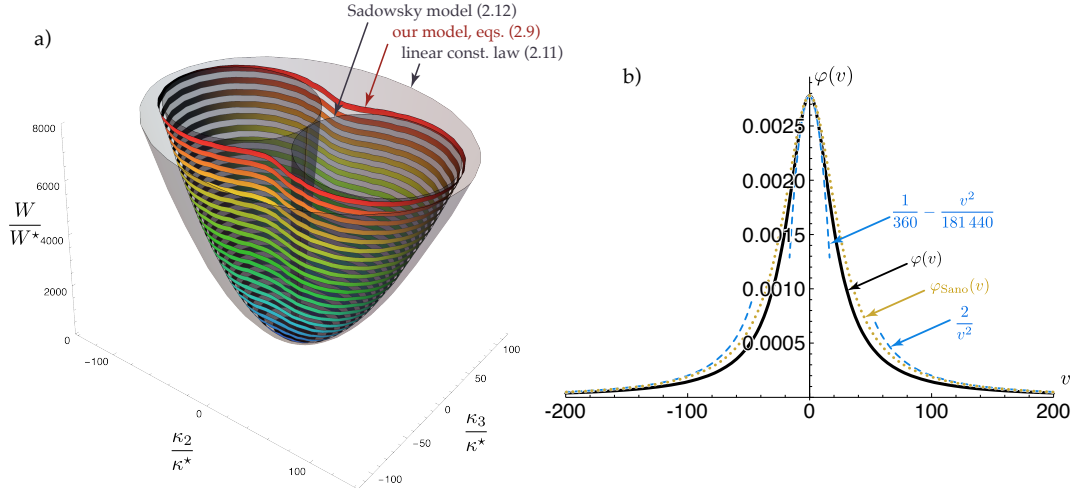 a)
Sadowsky model (2.12)
our model, eqs. (2.9)
linear const. law (2.11)
8000
6000
4000
2000
0
W
W⋆
−100
0
100
κ₂
κ⋆
−100
−50
0
50
100
κ₃
κ⋆
b)
φ(v)
0.0025
0.0020
0.0015
0.0010
0.0005
1/360 − v²/181 440
φ(v)
φSano(v)
2/v²
v
-200
-100
0
100
200